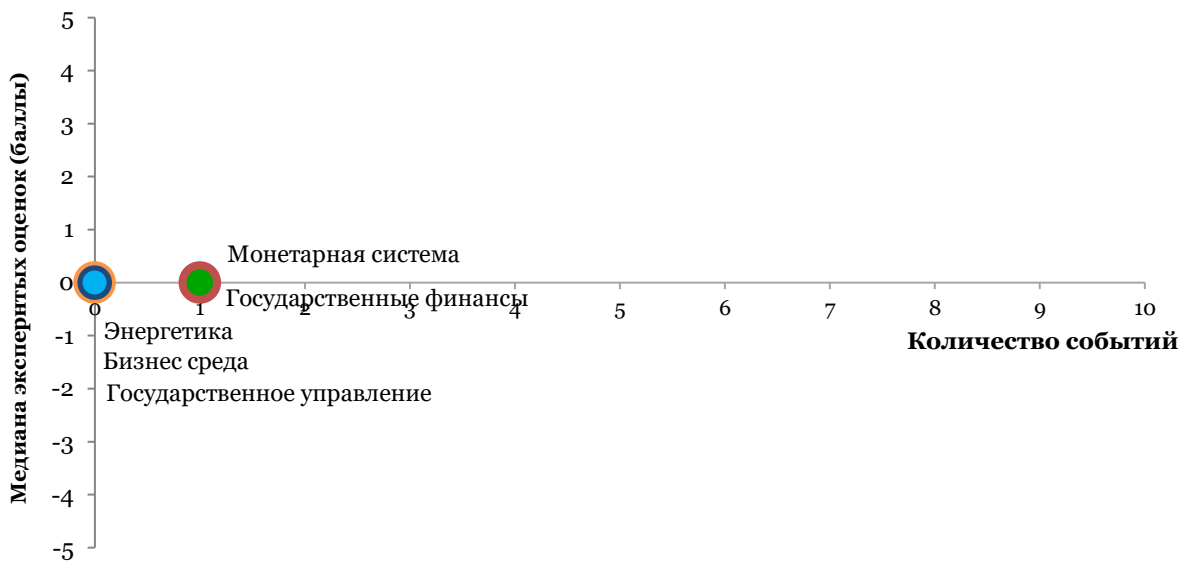 Медиана экспернтых оценок (баллы)
5
4
3
2
1
0
-1
-2
-3
-4
-5
Монетарная система
Государственные финансы
0 1 2 3 4 5 6 7 8 9 10
Энергетика
Бизнес среда
Государственное управление
Количество событий